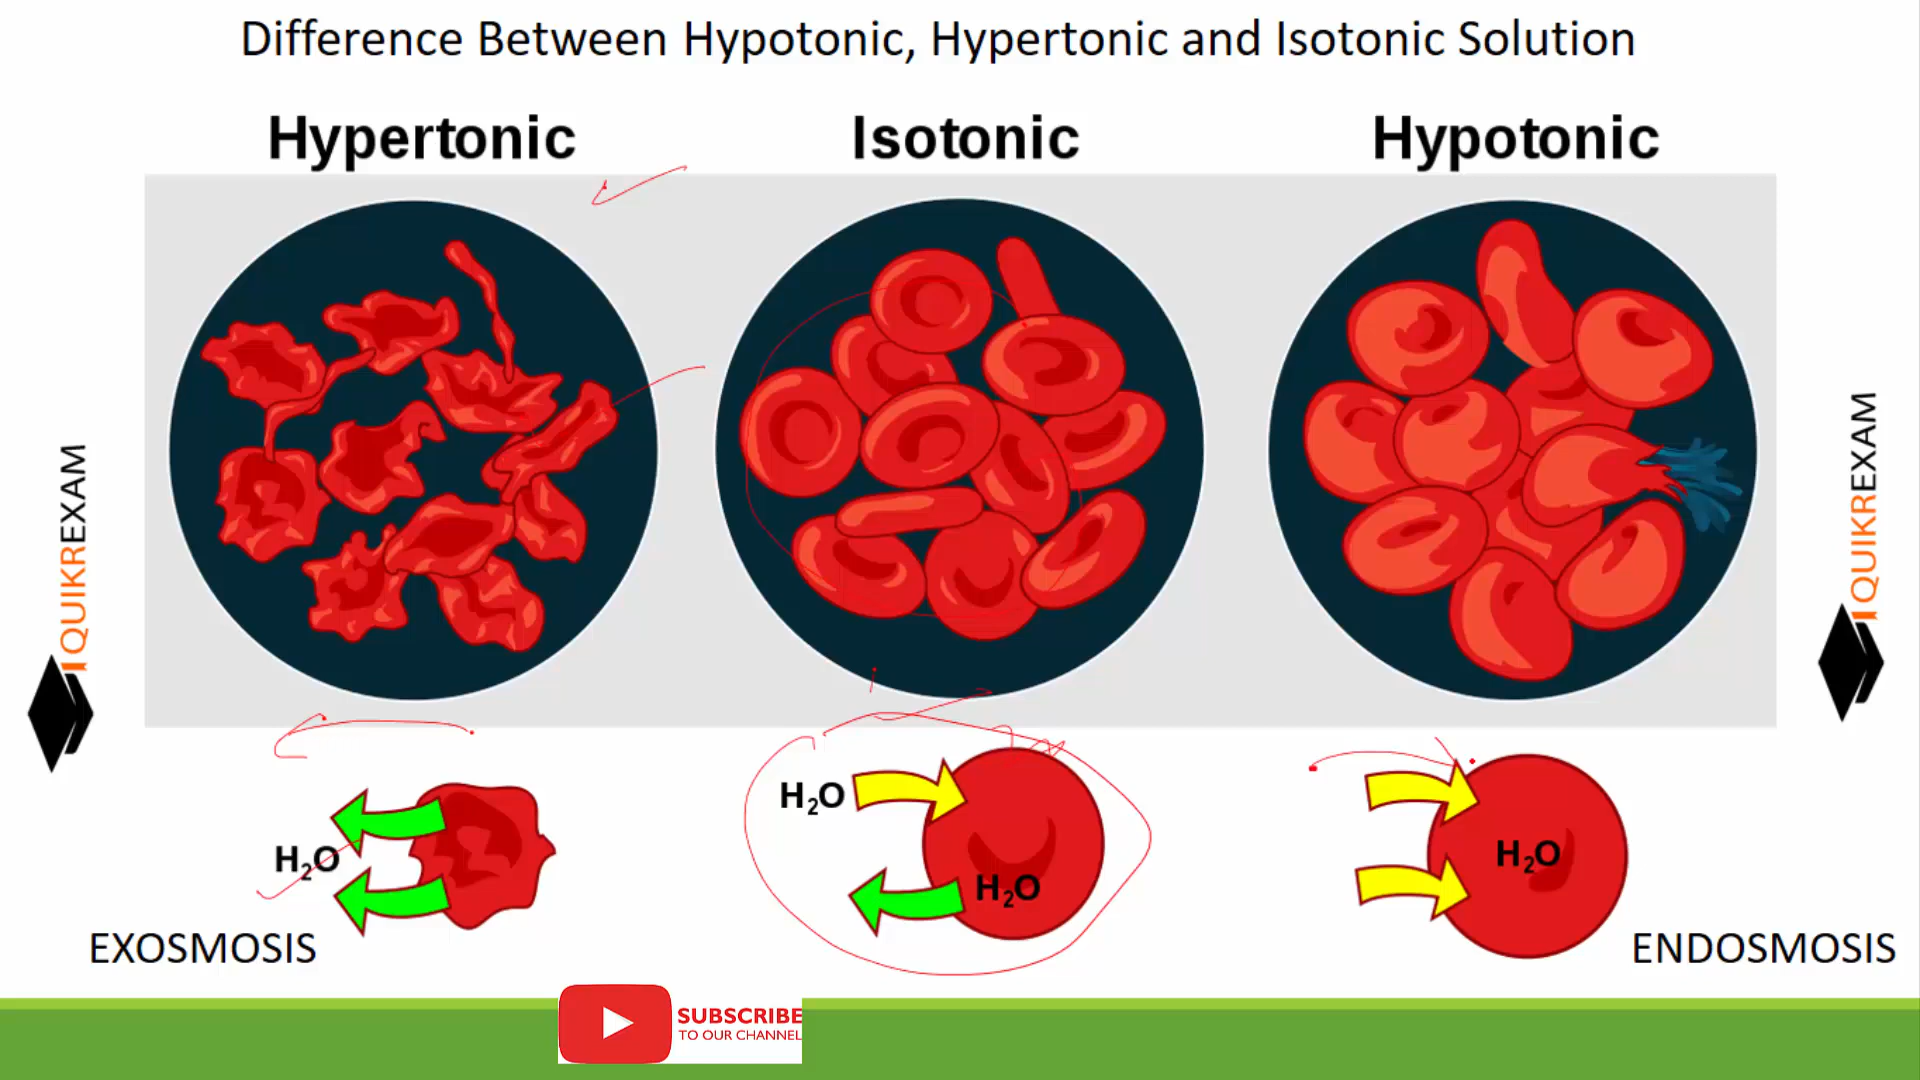 Difference Between Hypotonic, Hypertonic and Isotonic Solution
Hypertonic
Isotonic
Hypotonic
QUIKREXAM
QUIKREXAM
H₂O
H₂O
H₂O
H₂O
EXOSMOSIS
ENDOSMOSIS
SUBSCRIBE
TO OUR CHANNEL